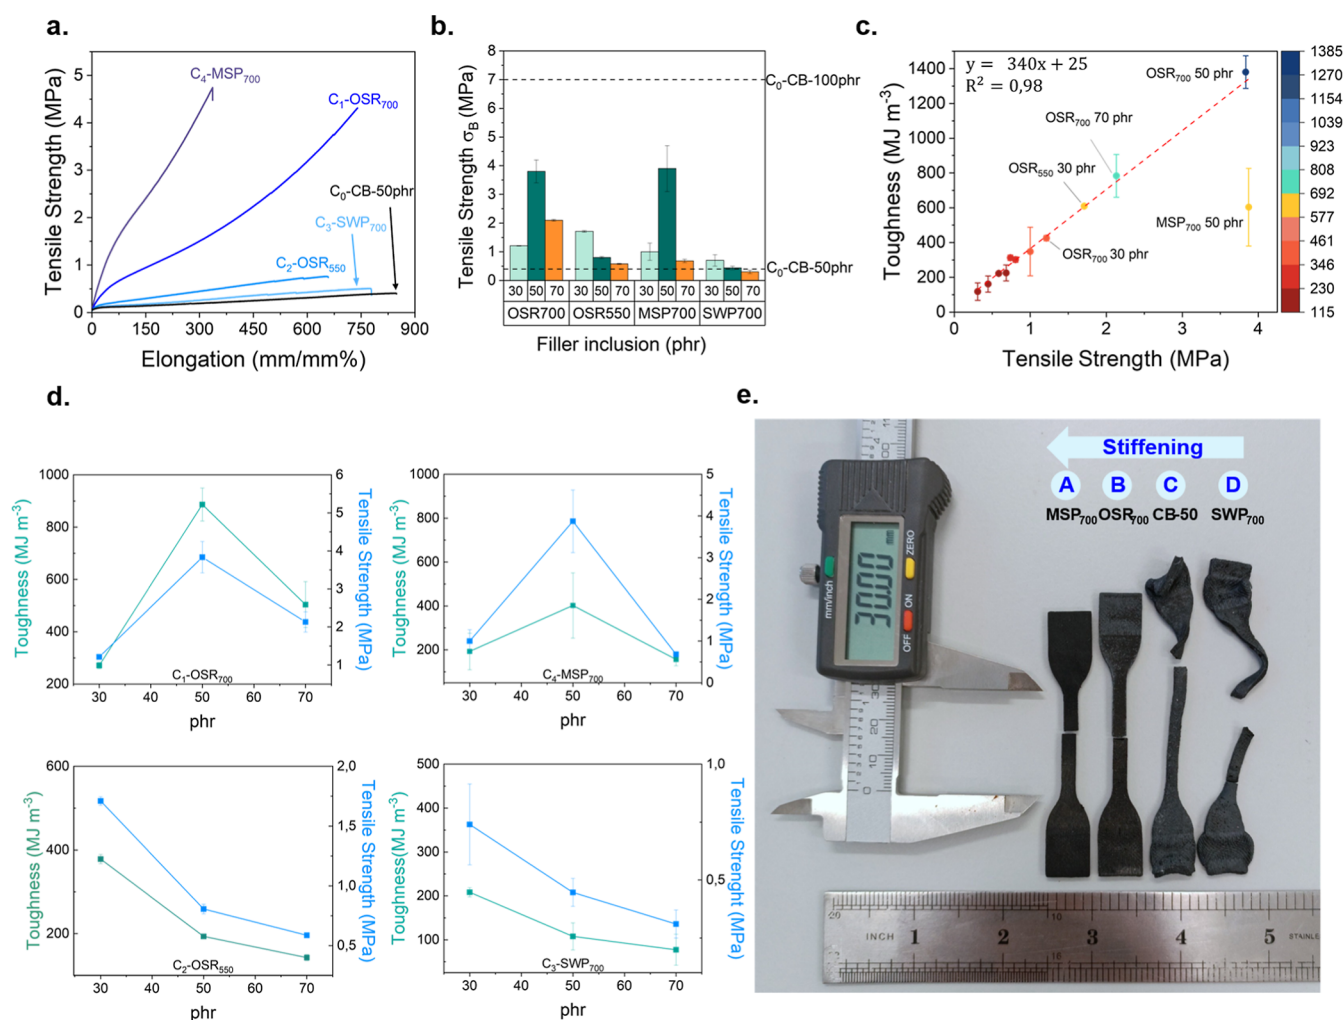 a.
Tensile Strength (MPa)
5
4
3
2
1
0
0 150 300 450 600 750 900
Elongation (mm/mm%)
C4-MSP700
C1-OSR700
C0-CB-50phr
C3-SWP700
C2-OSR550
b.
Tensile Strength σB (MPa)
8
7
6
5
4
3
2
1
0
C0-CB-100phr
C0-CB-50phr
30 50 70 30 50 70 30 50 70 30 50 70
OSR700 OSR550 MSP700 SWP700
Filler inclusion (phr)
c.
y = 340x + 25
R² = 0,98
Toughness (MJ m-3)
1400
1200
1000
800
600
400
200
0
0 1 2 3 4
Tensile Strength (MPa)
OSR700 50 phr
OSR700 70 phr
OSR550 30 phr
MSP700 50 phr
OSR700 30 phr
1385
1270
1154
1039
923
808
692
577
461
346
230
115
d.
Toughness (MJ m-3)
1000
800
600
400
200
6
5
4
3
2
1
Tensile Strength (MPa)
C1-OSR700
30 40 50 60 70
phr
Toughness (MJ m-3)
1000
800
600
400
200
5
4
3
2
1
0
Tensile Strength (MPa)
C4-MSP700
30 40 50 60 70
phr
Toughness (MJ m-3)
600
400
200
2,0
1,5
1,0
0,5
Tensile Strength (MPa)
C2-OSR550
30 40 50 60 70
phr
Toughness(MJ m-3)
500
400
300
200
100
1,0
0,5
Tensile Strenght (MPa)
C3-SWP700
30 40 50 60 70
phr
e.
Stiffening
A B C D
MSP700 OSR700 CB-50 SWP700
mm/inch
30.00
mm
ZERO
OFF ON
30
20
10
0
INCH 1 2 3 4 5